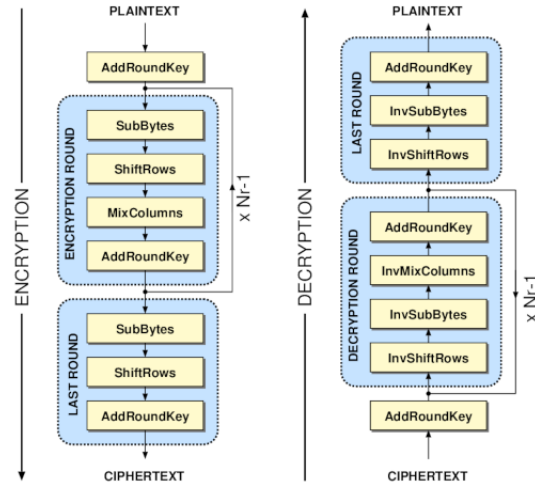 PLAINTEXT
AddRoundKey
SubBytes
ShiftRows
MixColumns
AddRoundKey
ENCRYPTION ROUND
x Nr-1
SubBytes
ShiftRows
AddRoundKey
LAST ROUND
CIPHERTEXT
ENCRYPTION
PLAINTEXT
AddRoundKey
InvSubBytes
InvShiftRows
LAST ROUND
AddRoundKey
InvMixColumns
InvSubBytes
InvShiftRows
DECRYPTION ROUND
x Nr-1
AddRoundKey
CIPHERTEXT
DECRYPTION